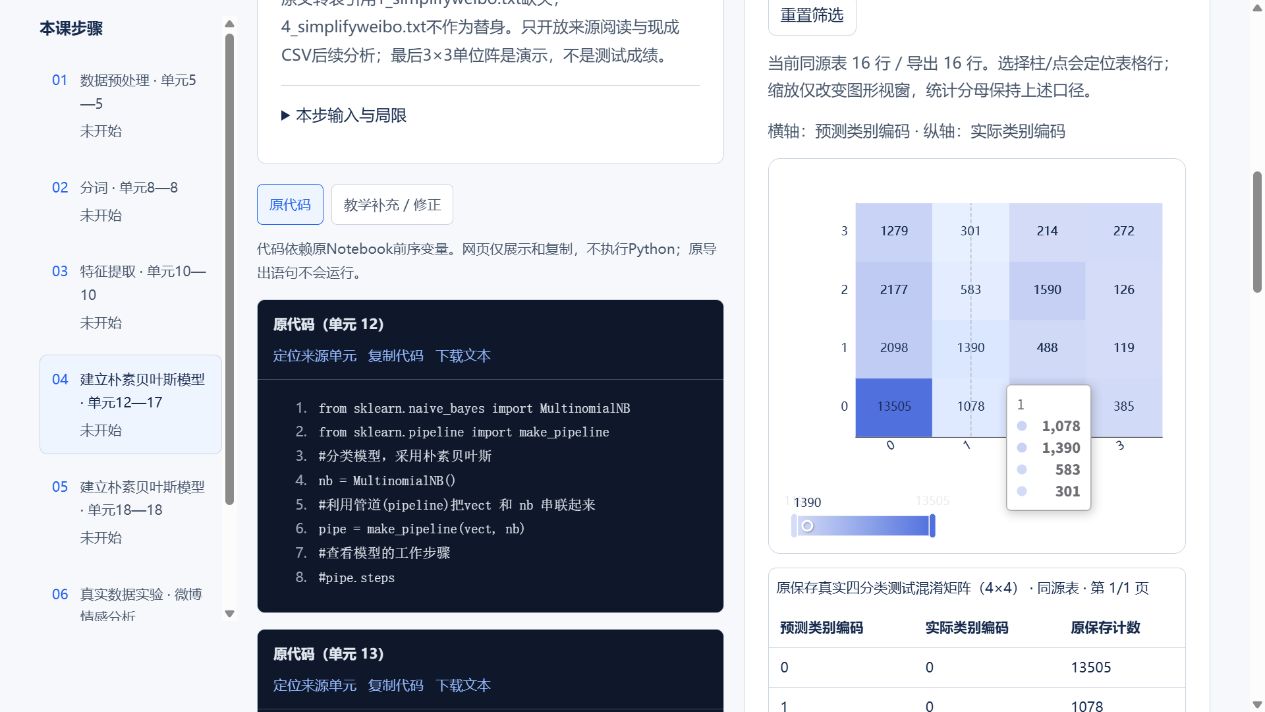 本课步骤
01 数据预处理 · 单元5
—5
未开始
02 分词 · 单元8—8
未开始
03 特征提取 · 单元10—
10
未开始
04 建立朴素贝叶斯模型
· 单元12—17
未开始
05 建立朴素贝叶斯模型
· 单元18—18
未开始
06 真实数据实验 · 微博
情感分析
4_simplifyweibo.txt不作为替身。只开放来源阅读与现成
CSV后续分析；最后3×3单位阵是演示，不是测试成绩。
▶ 本步输入与局限
原代码 教学补充 / 修正
代码依赖原Notebook前序变量。网页仅展示和复制，不执行Python；原导
出语句不会运行。
原代码（单元 12）
定位来源单元 复制代码 下载文本
1. from sklearn.naive_bayes import MultinomialNB
2. from sklearn.pipeline import make_pipeline
3. #分类模型，采用朴素贝叶斯
4. nb = MultinomialNB()
5. #利用管道(pipeline)把vect 和 nb 串联起来
6. pipe = make_pipeline(vect, nb)
7. #查看模型的工作步骤
8. #pipe.steps
原代码（单元 13）
定位来源单元 复制代码 下载文本
重置筛选
当前同源表 16 行 / 导出 16 行。选择柱/点会定位表格行；
缩放仅改变图形视窗，统计分母保持上述口径。
横轴：预测类别编码 · 纵轴：实际类别编码
3 1279 301 214 272
2 2177 583 1590 126
1 2098 1390 488 119
0 13505 1078 385
0 1 3
1
1,078
1,390
583
301
1390 13505
原保存真实四分类测试混淆矩阵（4×4）· 同源表 · 第 1/1 页
预测类别编码 实际类别编码 原保存计数
0 0 13505
1 0 1078